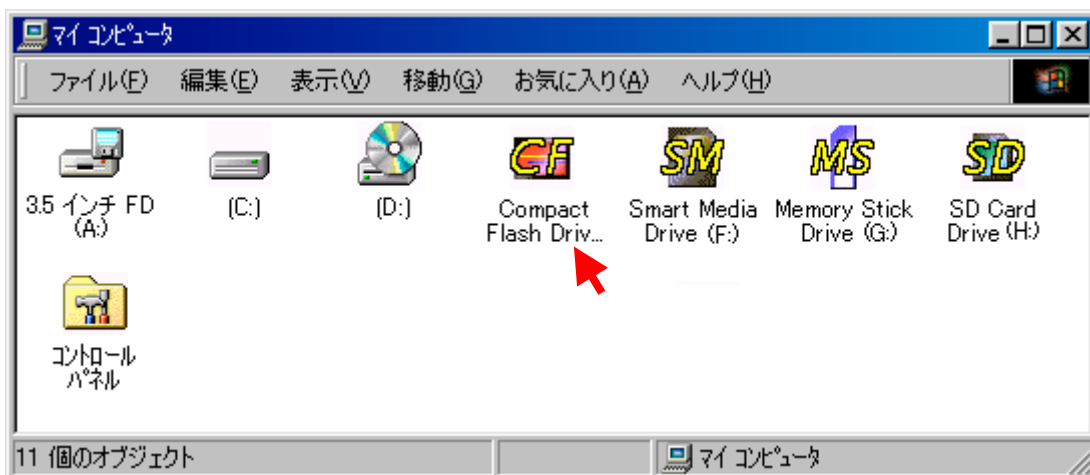 マイ コンピュータ
ファイル(F) 編集(E) 表示(V) 移動(G) お気に入り(A) ヘルプ(H)
3.5 インチ FD
(A:)
(C:)
(D:)
CF
Compact
Flash Driv...
SM
Smart Media
Drive (F:)
MS
Memory Stick
Drive (G:)
SD
SD Card
Drive (H:)
コントロール
パネル
11 個のオブジェクト
マイ コンピュータ